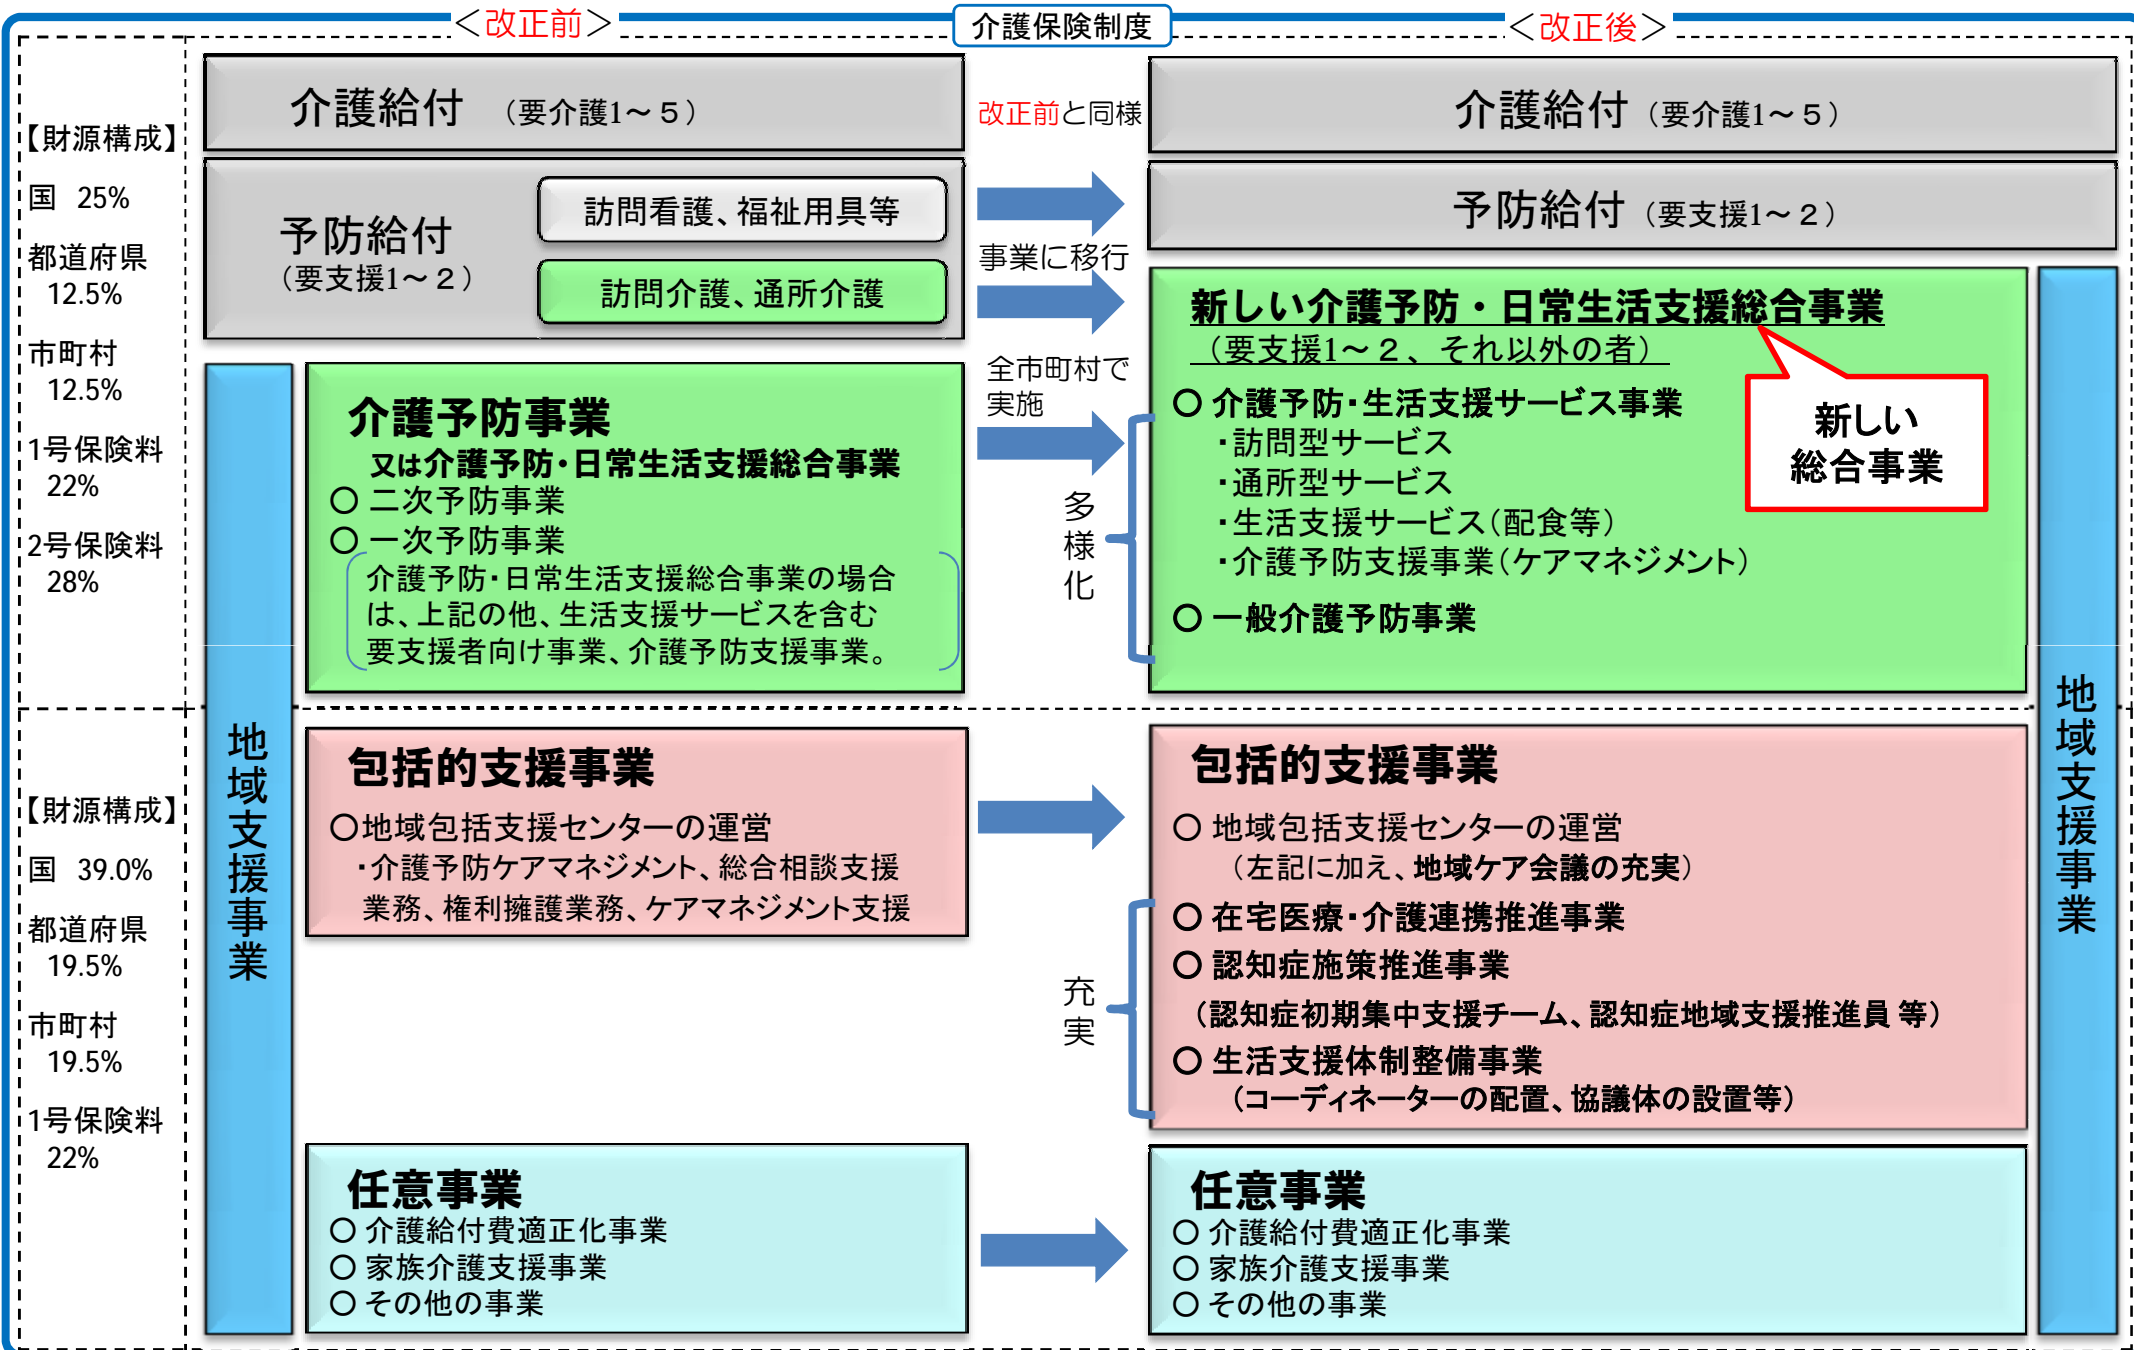 ＜改正前＞
介護保険制度
＜改正後＞
【財源構成】
国 25%
都道府県
12.5%
市町村
12.5%
1号保険料
22%
2号保険料
28%
介護給付 （要介護1～５）
予防給付
（要支援1～２）
訪問看護、福祉用具等
訪問介護、通所介護
改正前と同様
事業に移行
全市町村で
実施
多様化
介護給付（要介護1～５）
予防給付（要支援1～２）
介護予防事業
又は介護予防・日常生活支援総合事業
○ 二次予防事業
○ 一次予防事業
介護予防・日常生活支援総合事業の場合
は、上記の他、生活支援サービスを含む
要支援者向け事業、介護予防支援事業。
新しい介護予防・日常生活支援総合事業
（要支援1～２、それ以外の者）
○ 介護予防・生活支援サービス事業
・訪問型サービス
・通所型サービス
・生活支援サービス（配食等）
・介護予防支援事業（ケアマネジメント）
○ 一般介護予防事業
新しい
総合事業
【財源構成】
国 39.0%
都道府県
19.5%
市町村
19.5%
1号保険料
22%
地域支援事業
包括的支援事業
○地域包括支援センターの運営
・介護予防ケアマネジメント、総合相談支援
業務、権利擁護業務、ケアマネジメント支援
充実
包括的支援事業
○ 地域包括支援センターの運営
（左記に加え、地域ケア会議の充実）
○ 在宅医療・介護連携推進事業
○ 認知症施策推進事業
（認知症初期集中支援チーム、認知症地域支援推進員 等）
○ 生活支援体制整備事業
（コーディネーターの配置、協議体の設置等）
地域支援事業
任意事業
○ 介護給付費適正化事業
○ 家族介護支援事業
○ その他の事業
任意事業
○ 介護給付費適正化事業
○ 家族介護支援事業
○ その他の事業